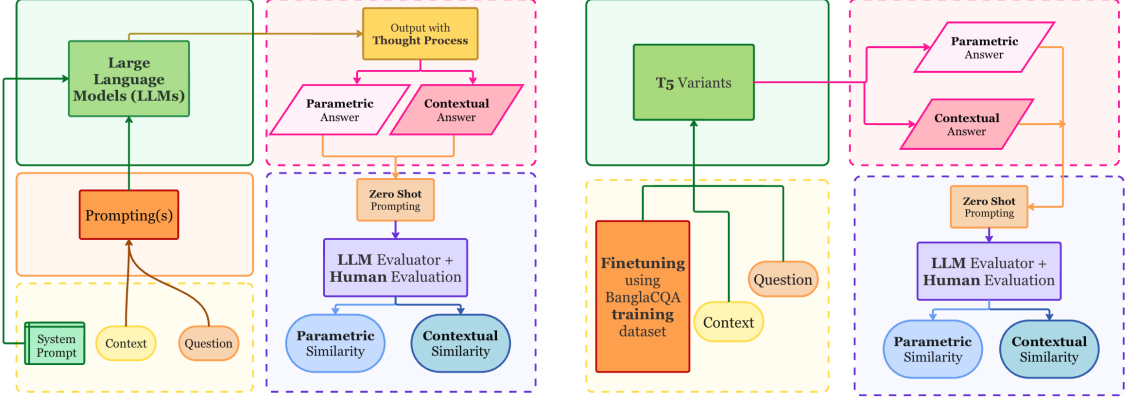 Output with
Thought Process
Large
Language
Models (LLMs)
Parametric
Answer
Contextual
Answer
Prompting(s)
Zero Shot
Prompting
LLM Evaluator +
Human Evaluation
System
Prompt
Context
Question
Parametric
Similarity
Contextual
Similarity
T5 Variants
Parametric
Answer
Contextual
Answer
Zero Shot
Prompting
Finetuning
using
BanglaCQA
training
dataset
Question
Context
LLM Evaluator +
Human Evaluation
Parametric
Similarity
Contextual
Similarity